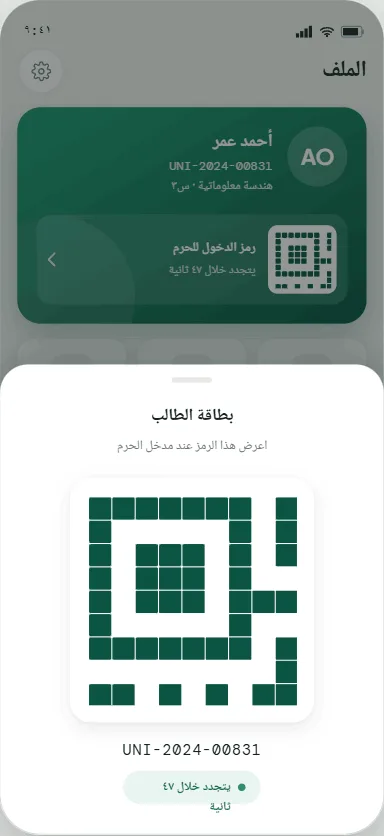 ٩:٤١
الملف
أحمد عمر
AO
UNI-2024-00831
هندسة معلوماتية · س٣
رمز الدخول للحرم
يتجدد خلال ٤٧ ثانية
بطاقة الطالب
اعرض هذا الرمز عند مدخل الحرم
UNI-2024-00831
يتجدد خلال ٤٧
ثانية